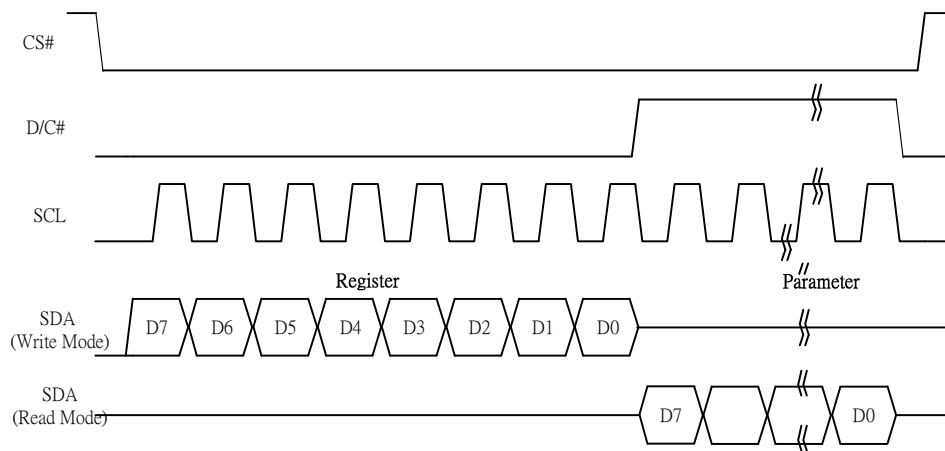 CS#
D/C#
SCL
Register Parameter
SDA
(Write Mode)
D7 D6 D5 D4 D3 D2 D1 D0
SDA
(Read Mode)
D7 D0